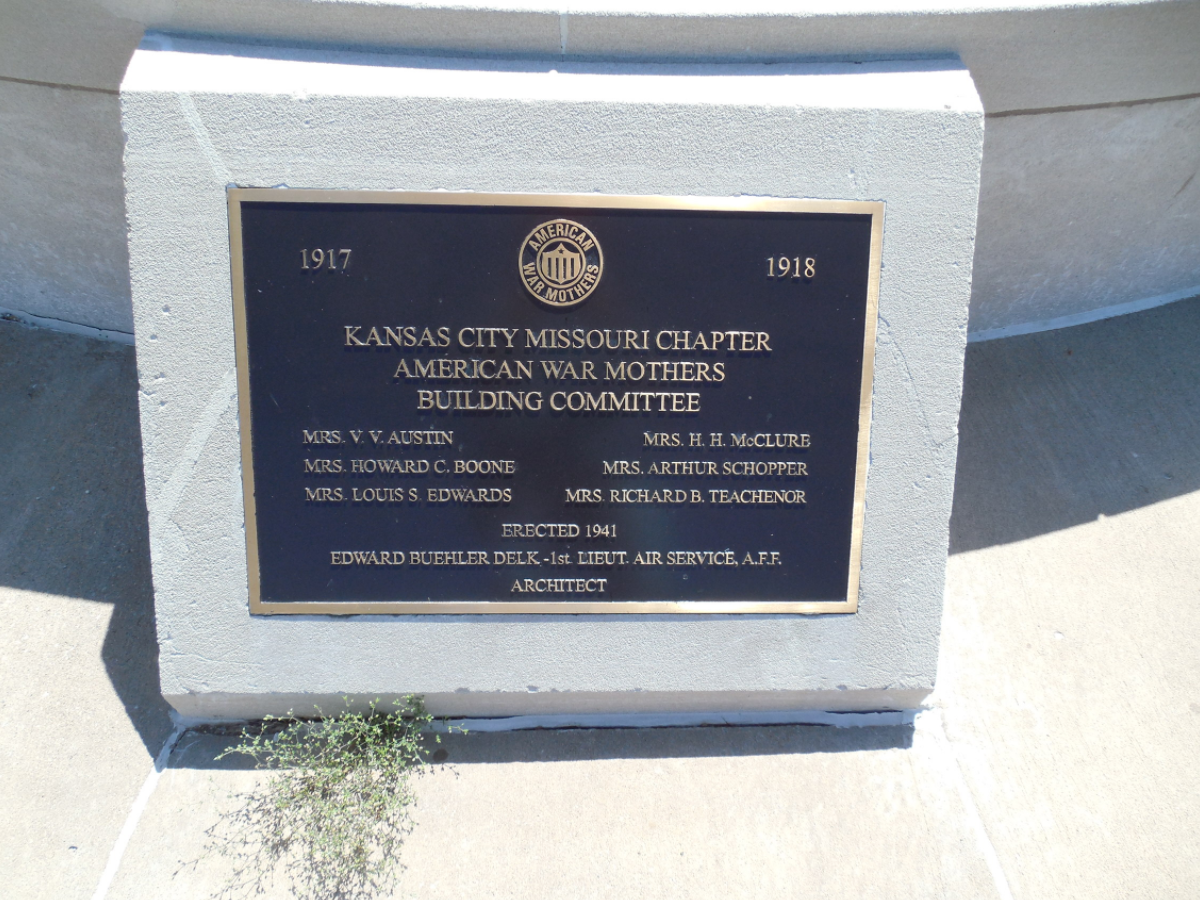 1917
AMERICAN
WAR MOTHERS
1918
KANSAS CITY MISSOURI CHAPTER
AMERICAN WAR MOTHERS
BUILDING COMMITTEE
MRS. V. V. AUSTIN MRS. H. H. McCLURE
MRS. HOWARD C. BOONE MRS. ARTHUR SCHOPPER
MRS. LOUIS S. EDWARDS MRS. RICHARD B. TEACHENOR
ERECTED 1941
EDWARD BUEHLER DELK -1st. LIEUT. AIR SERVICE, A.F.F.
ARCHITECT